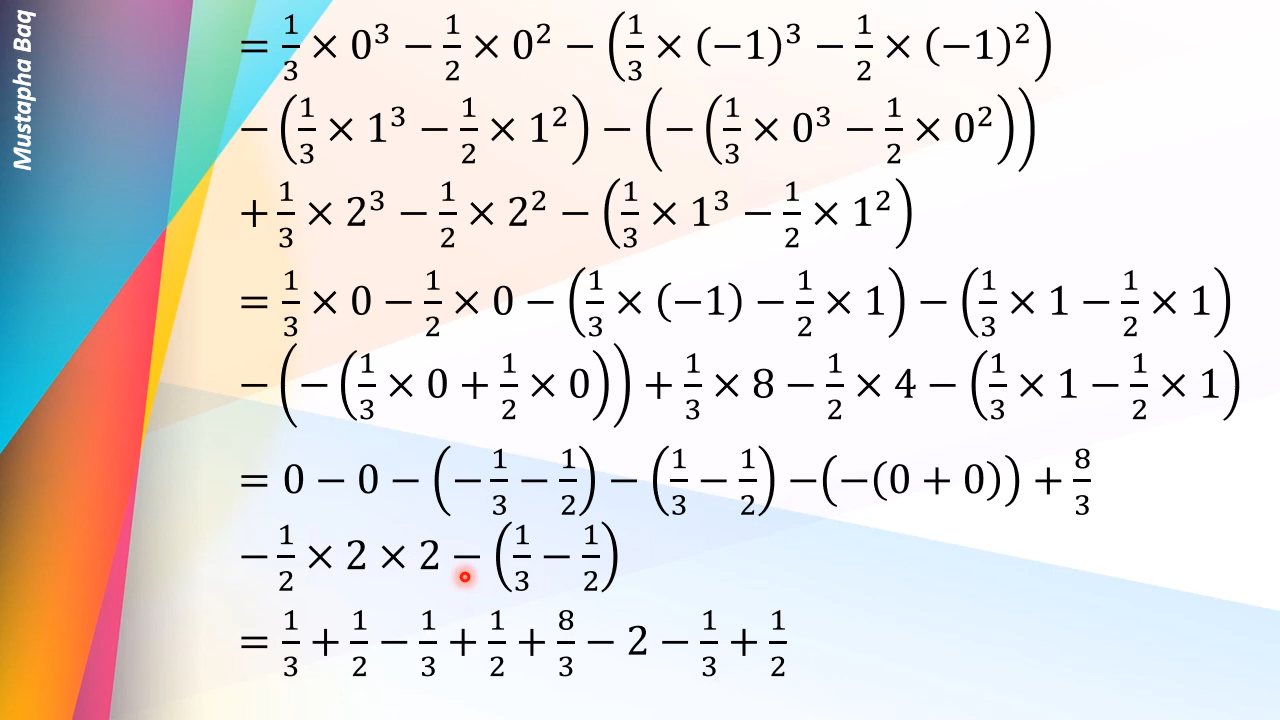 Mustapha Baq
= 1/3 × 0³ − 1/2 × 0² − (1/3 × (−1)³ − 1/2 × (−1)²)
− (1/3 × 1³ − 1/2 × 1²) − (− (1/3 × 0³ − 1/2 × 0²))
+ 1/3 × 2³ − 1/2 × 2² − (1/3 × 1³ − 1/2 × 1²)
= 1/3 × 0 − 1/2 × 0 − (1/3 × (−1) − 1/2 × 1) − (1/3 × 1 − 1/2 × 1)
− (− (1/3 × 0 + 1/2 × 0)) + 1/3 × 8 − 1/2 × 4 − (1/3 × 1 − 1/2 × 1)
= 0 − 0 − (− 1/3 − 1/2) − (1/3 − 1/2) − (−(0 + 0)) + 8/3
− 1/2 × 2 × 2 − (1/3 − 1/2)
= 1/3 + 1/2 − 1/3 + 1/2 + 8/3 − 2 − 1/3 + 1/2